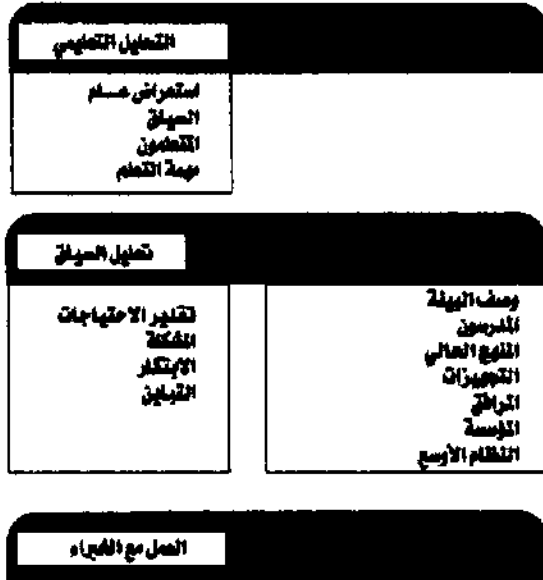 التحليل التعليمي
استعراض عام
السياق
المتعلمون
مهمة التعلم
تحليل السياق
وصف البيئة
المدرسون
المنهج الحالي
التجهيزات
المرافق
المؤسسة
النظام الأوسع
تقدير الاحتياجات
المشكلة
الابتكار
التباين
العمل مع الخبراء